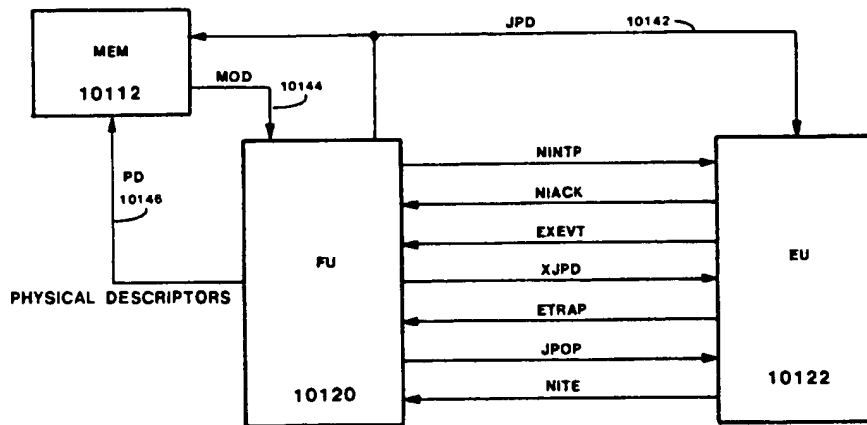 JPD
10142
MEM
10112
MOD
10144
PD
10146
PHYSICAL DESCRIPTORS
NINTP
NIACK
EXEVT
FU
EU
XJPD
ETRAP
JPOP
NITE
10120
10122